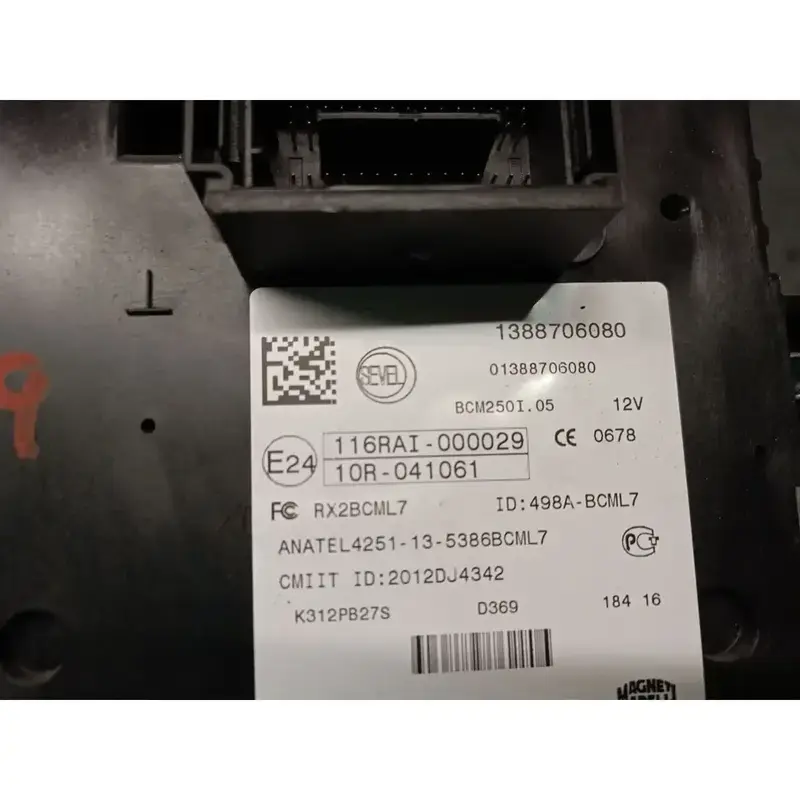 9
1388706080
SEVEL
01388706080
BCM250I.05 12V
E24
116RAI-000029
10R-041061
CE 0678
FC RX2BCML7 ID:498A-BCML7
ANATEL4251-13-5386BCML7
CMIIT ID:2012DJ4342
K312PB27S D369 184 16
MAGNETI